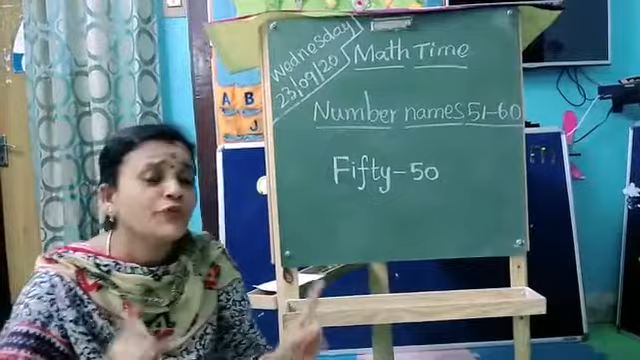 Wednesday
23/09/20
Math Time
Number names 51-60
Fifty-50
A B